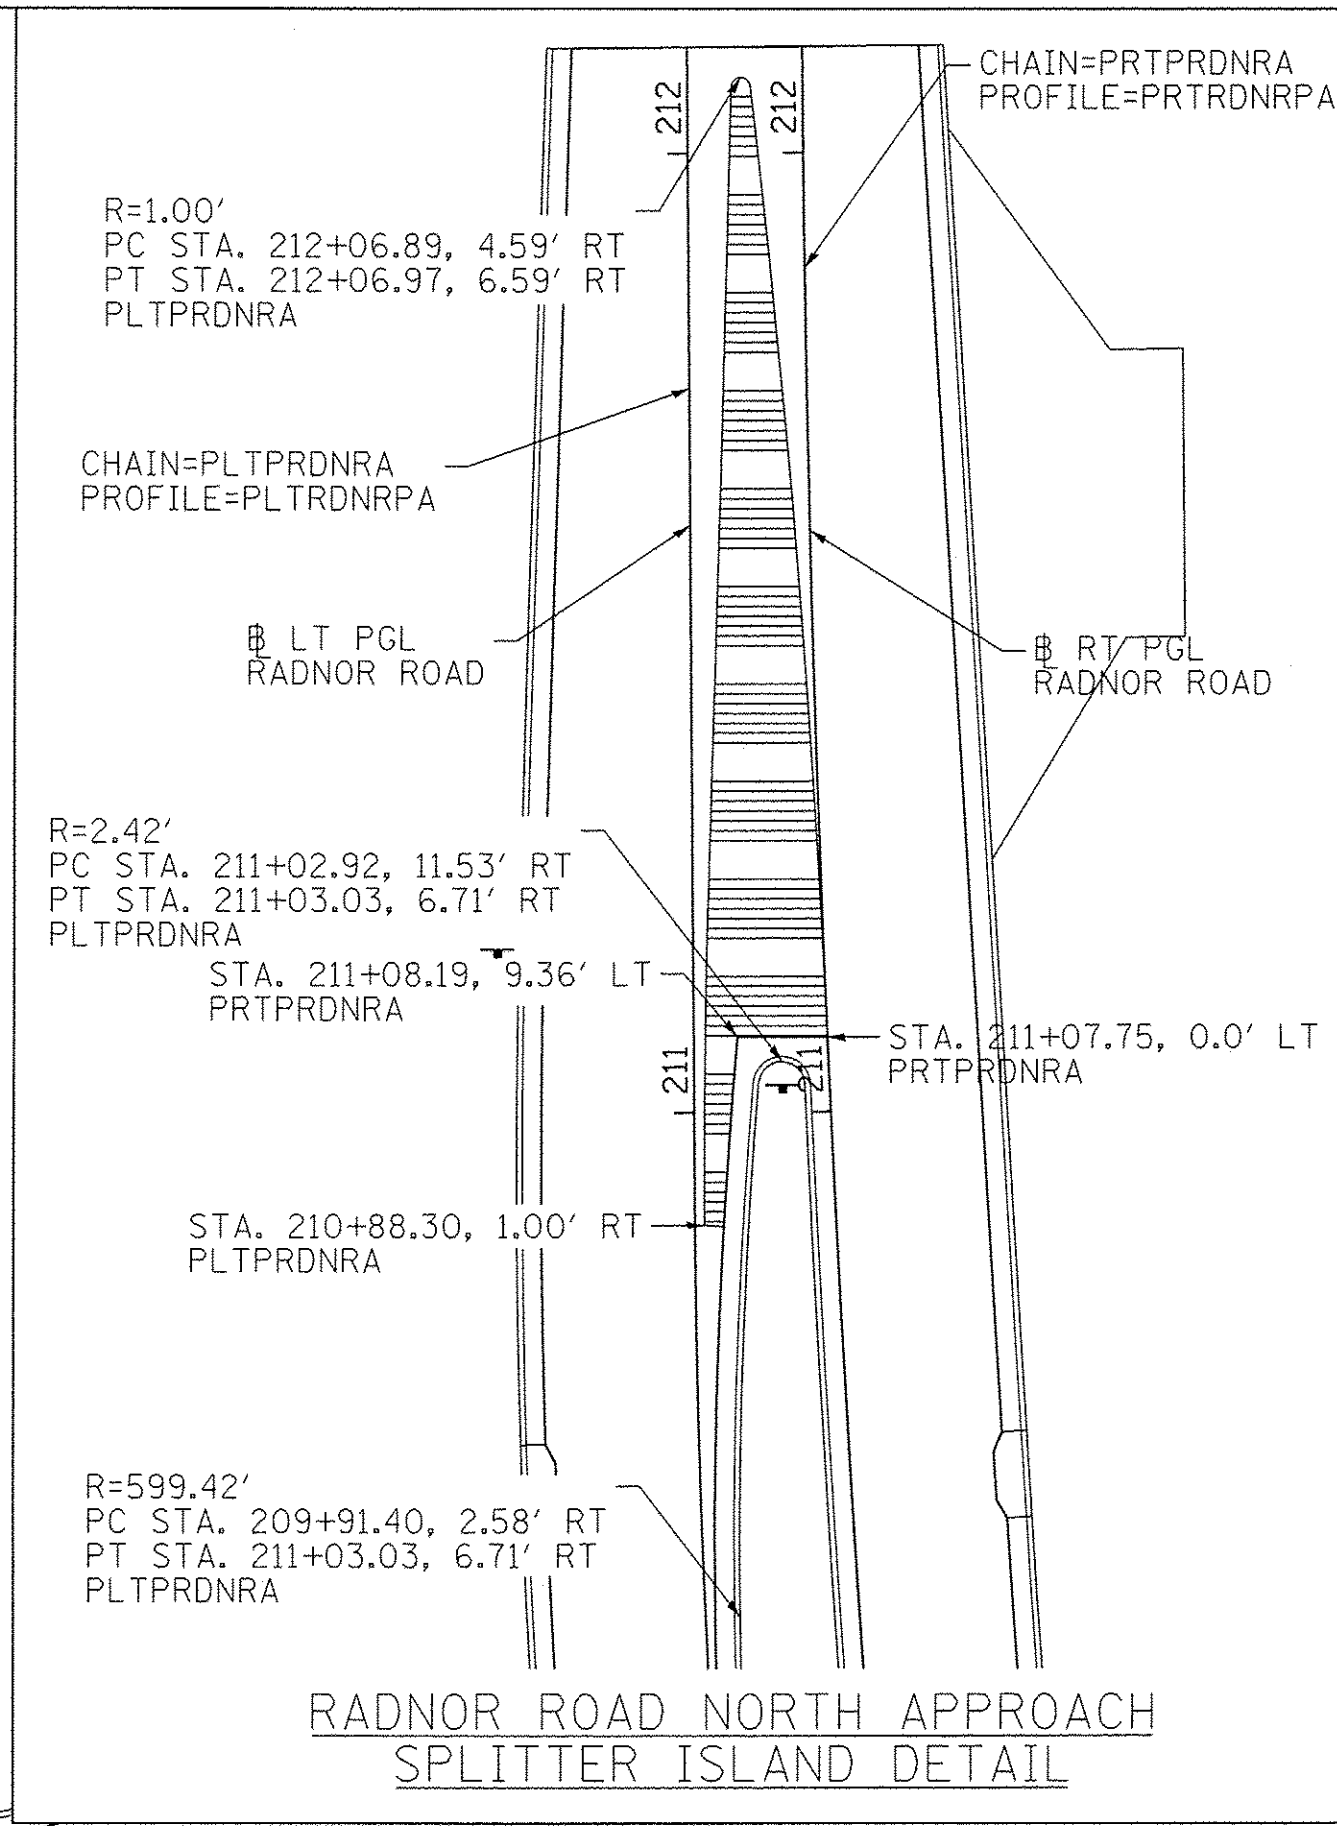 CHAIN=PRTPRDNRA
PROFILE=PRTRDNRPA
212
212
R=1.00'
PC STA. 212+06.89, 4.59' RT
PT STA. 212+06.97, 6.59' RT
PLTPRDNRA
CHAIN=PLTPRDNRA
PROFILE=PLTRDNRPA
℄ LT PGL
RADNOR ROAD
℄ RT PGL
RADNOR ROAD
R=2.42'
PC STA. 211+02.92, 11.53' RT
PT STA. 211+03.03, 6.71' RT
PLTPRDNRA
STA. 211+08.19, 9.36' LT
PRTPRDNRA
STA. 211+07.75, 0.0' LT
PRTPRDNRA
211
211
STA. 210+88.30, 1.00' RT
PLTPRDNRA
R=599.42'
PC STA. 209+91.40, 2.58' RT
PT STA. 211+03.03, 6.71' RT
PLTPRDNRA
RADNOR ROAD NORTH APPROACH
SPLITTER ISLAND DETAIL